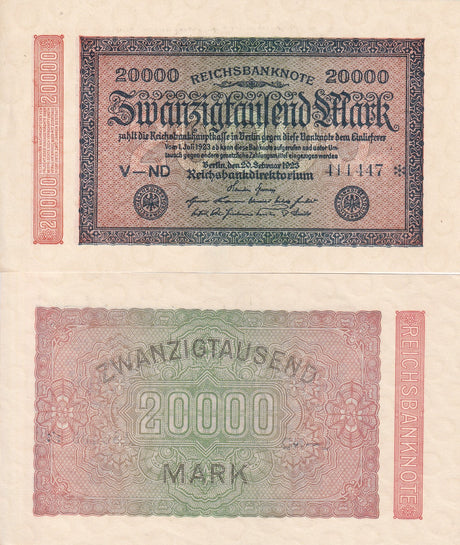 20000
20000
20000 REICHSBANKNOTE 20000
Zwanzigtausend Mark
zahlt die Reichsbankhauptkasse in Berlin gegen diese Banknote dem Einlieferer
Vom 1. Juli 1923 ab kann diese Banknote aufgerufen und unter Um-
tausch gegen andere gesetzliche Zahlungsmittel eingezogen werden
Berlin, den 20. Februar 1923
V-ND Reichsbankdirektorium 411447 *
ZWANZIGTAUSEND
20000
MARK
REICHSBANKNOTE